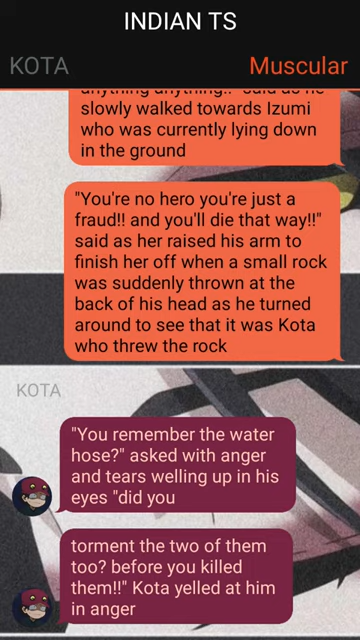 INDIAN TS
KOTA
Muscular
anything anything!!" said as he
slowly walked towards Izumi
who was currently lying down
in the ground
"You're no hero you're just a
fraud!! and you'll die that way!!"
said as her raised his arm to
finish her off when a small rock
was suddenly thrown at the
back of his head as he turned
around to see that it was Kota
who threw the rock
KOTA
"You remember the water
hose?" asked with anger
and tears welling up in his
eyes "did you
torment the two of them
too? before you killed
them!!" Kota yelled at him
in anger